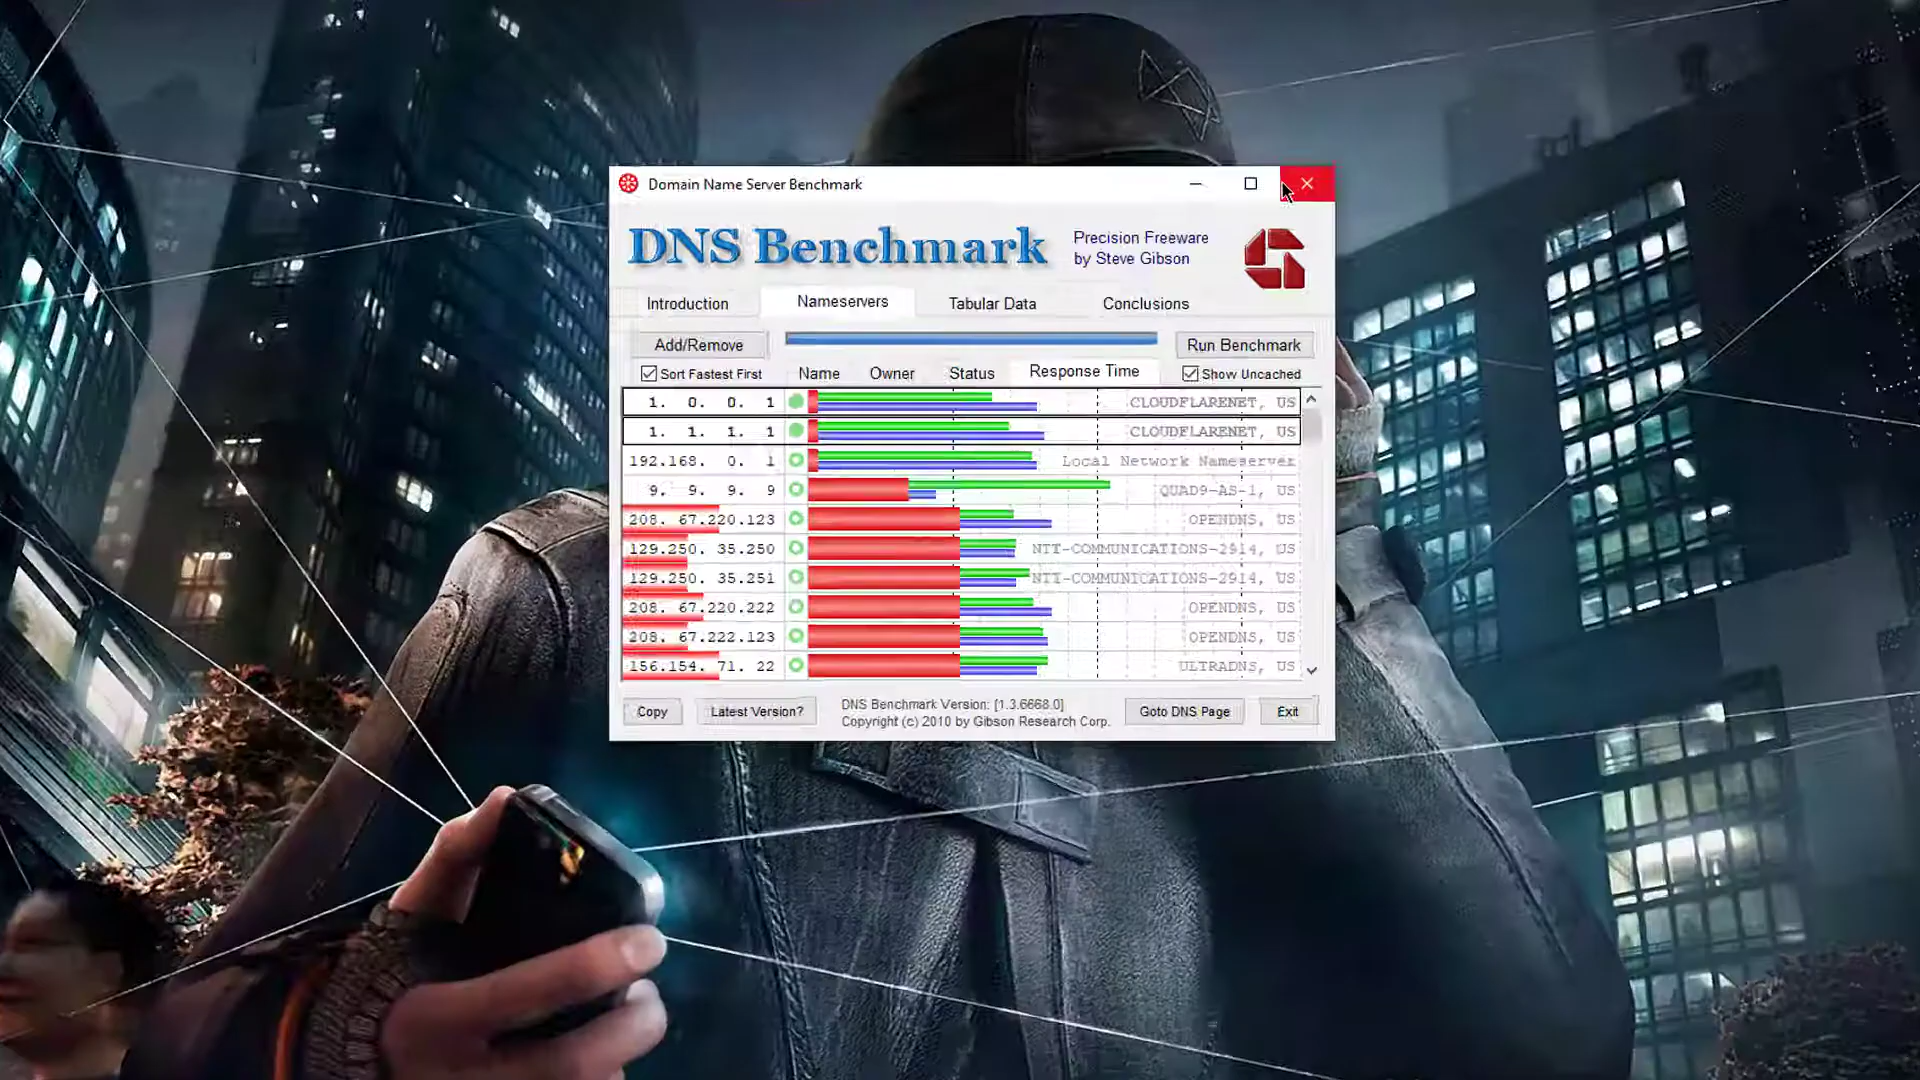 Domain Name Server Benchmark
DNS Benchmark
Precision Freeware
by Steve Gibson
Introduction
Nameservers
Tabular Data
Conclusions
Add/Remove
Run Benchmark
Sort Fastest First
Name
Owner
Status
Response Time
Show Uncached
1. 0. 0. 1 CLOUDFLARENET, US
1. 1. 1. 1 CLOUDFLARENET, US
192.168. 0. 1 Local Network Nameserver
9. 9. 9. 9 QUAD9-AS-1, US
208. 67.220.123 OPENDNS, US
129.250. 35.250 NTT-COMMUNICATIONS-2914, US
129.250. 35.251 NTT-COMMUNICATIONS-2914, US
208. 67.220.222 OPENDNS, US
208. 67.222.123 OPENDNS, US
156.154. 71. 22 ULTRADNS, US
Copy
Latest Version?
DNS Benchmark Version: [1.3.6668.0]
Copyright (c) 2010 by Gibson Research Corp.
Goto DNS Page
Exit